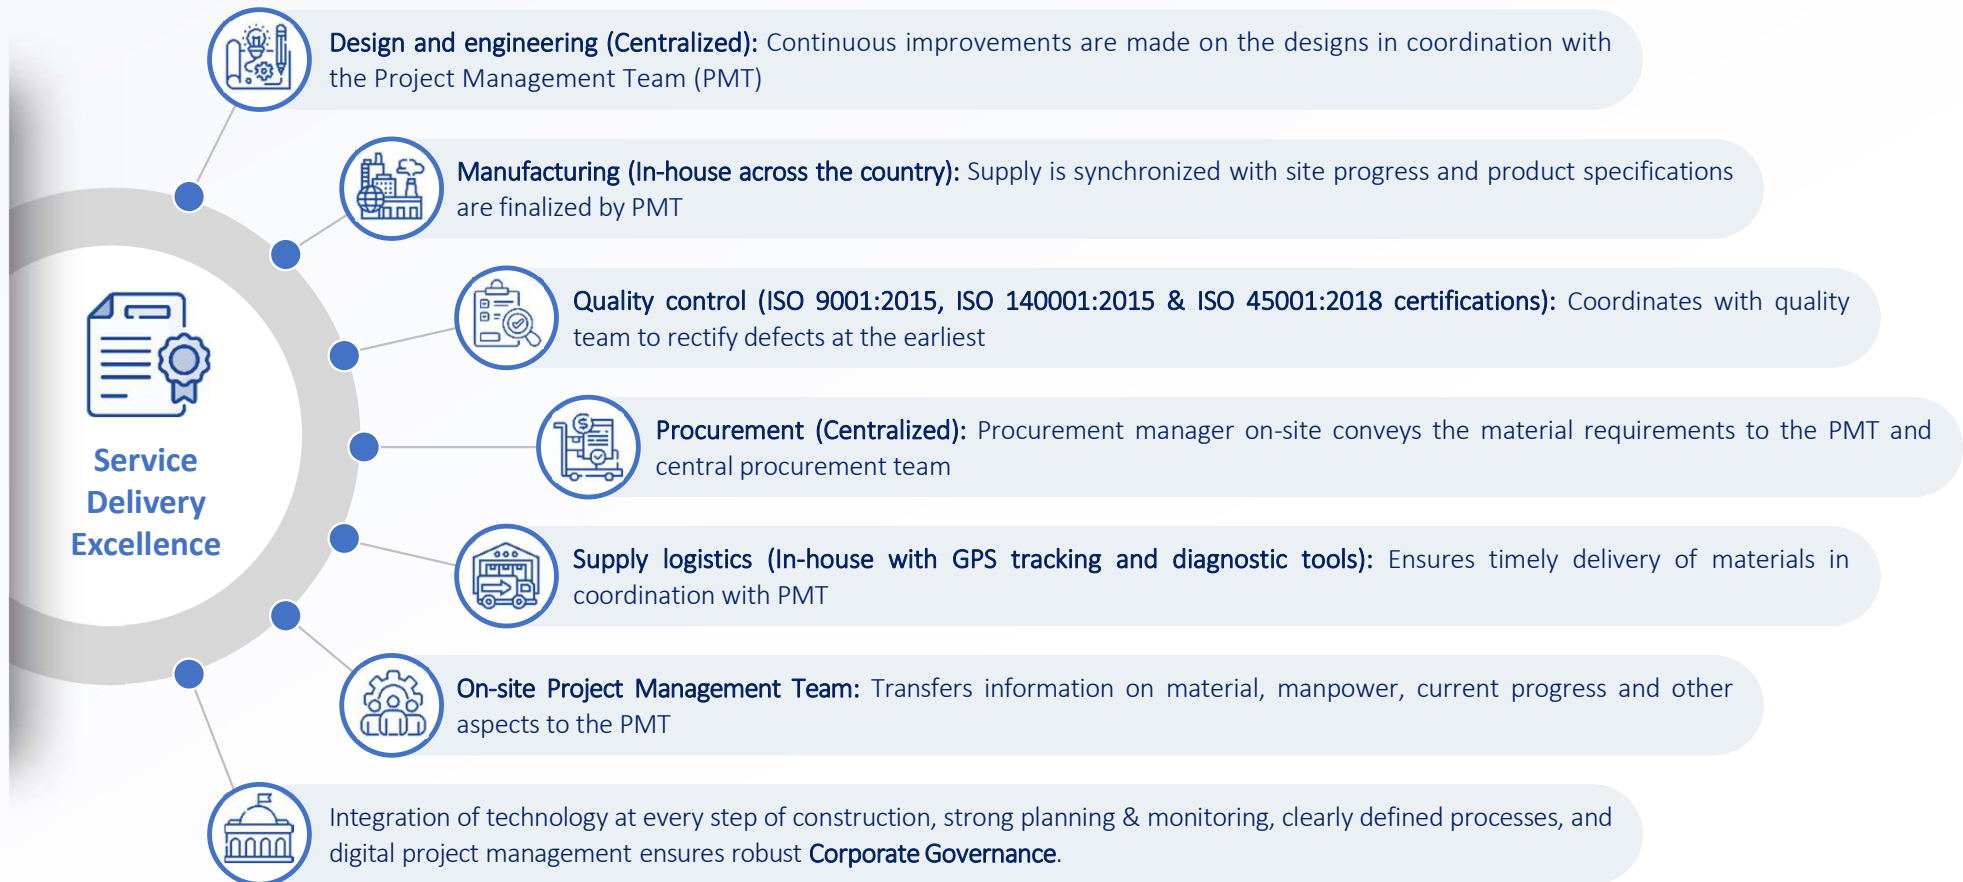 Design and engineering (Centralized): Continuous improvements are made on the designs in coordination with
the Project Management Team (PMT)
Manufacturing (In-house across the country): Supply is synchronized with site progress and product specifications
are finalized by PMT
Quality control (ISO 9001:2015, ISO 140001:2015 & ISO 45001:2018 certifications): Coordinates with quality
team to rectify defects at the earliest
Service
Delivery
Excellence
Procurement (Centralized): Procurement manager on-site conveys the material requirements to the PMT and
central procurement team
Supply logistics (In-house with GPS tracking and diagnostic tools): Ensures timely delivery of materials in
coordination with PMT
On-site Project Management Team: Transfers information on material, manpower, current progress and other
aspects to the PMT
Integration of technology at every step of construction, strong planning & monitoring, clearly defined processes, and
digital project management ensures robust Corporate Governance.